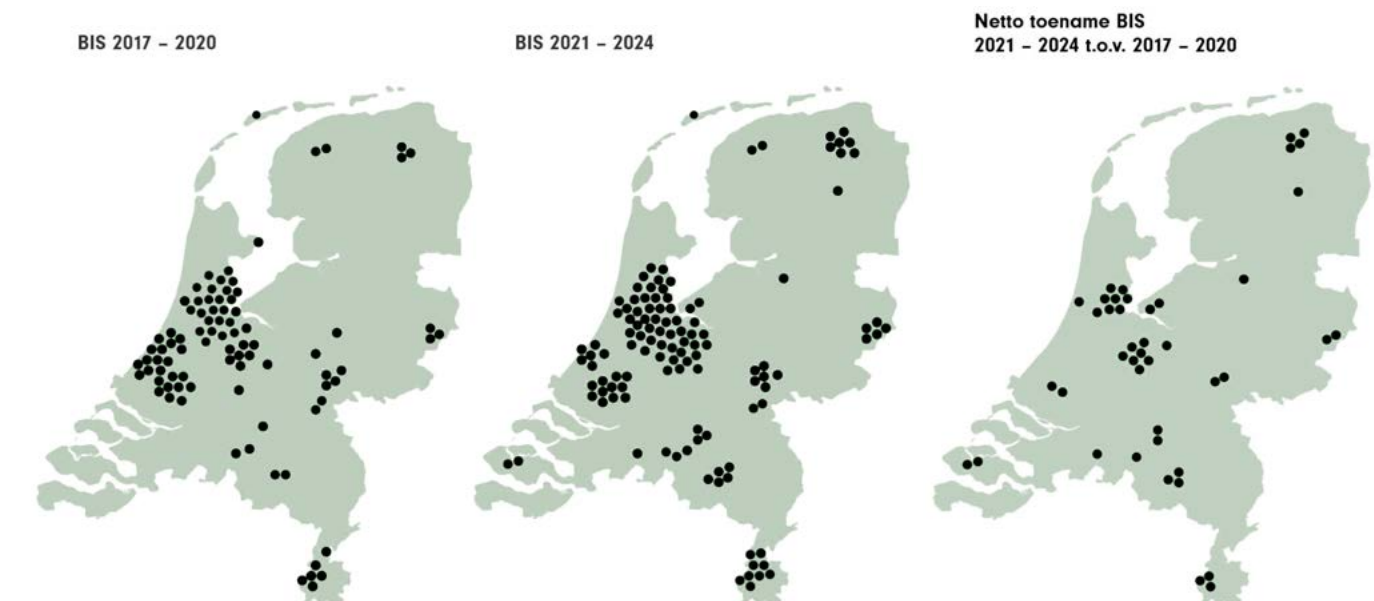 BIS 2017 – 2020
BIS 2021 – 2024
Netto toename BIS
2021 – 2024 t.o.v. 2017 – 2020